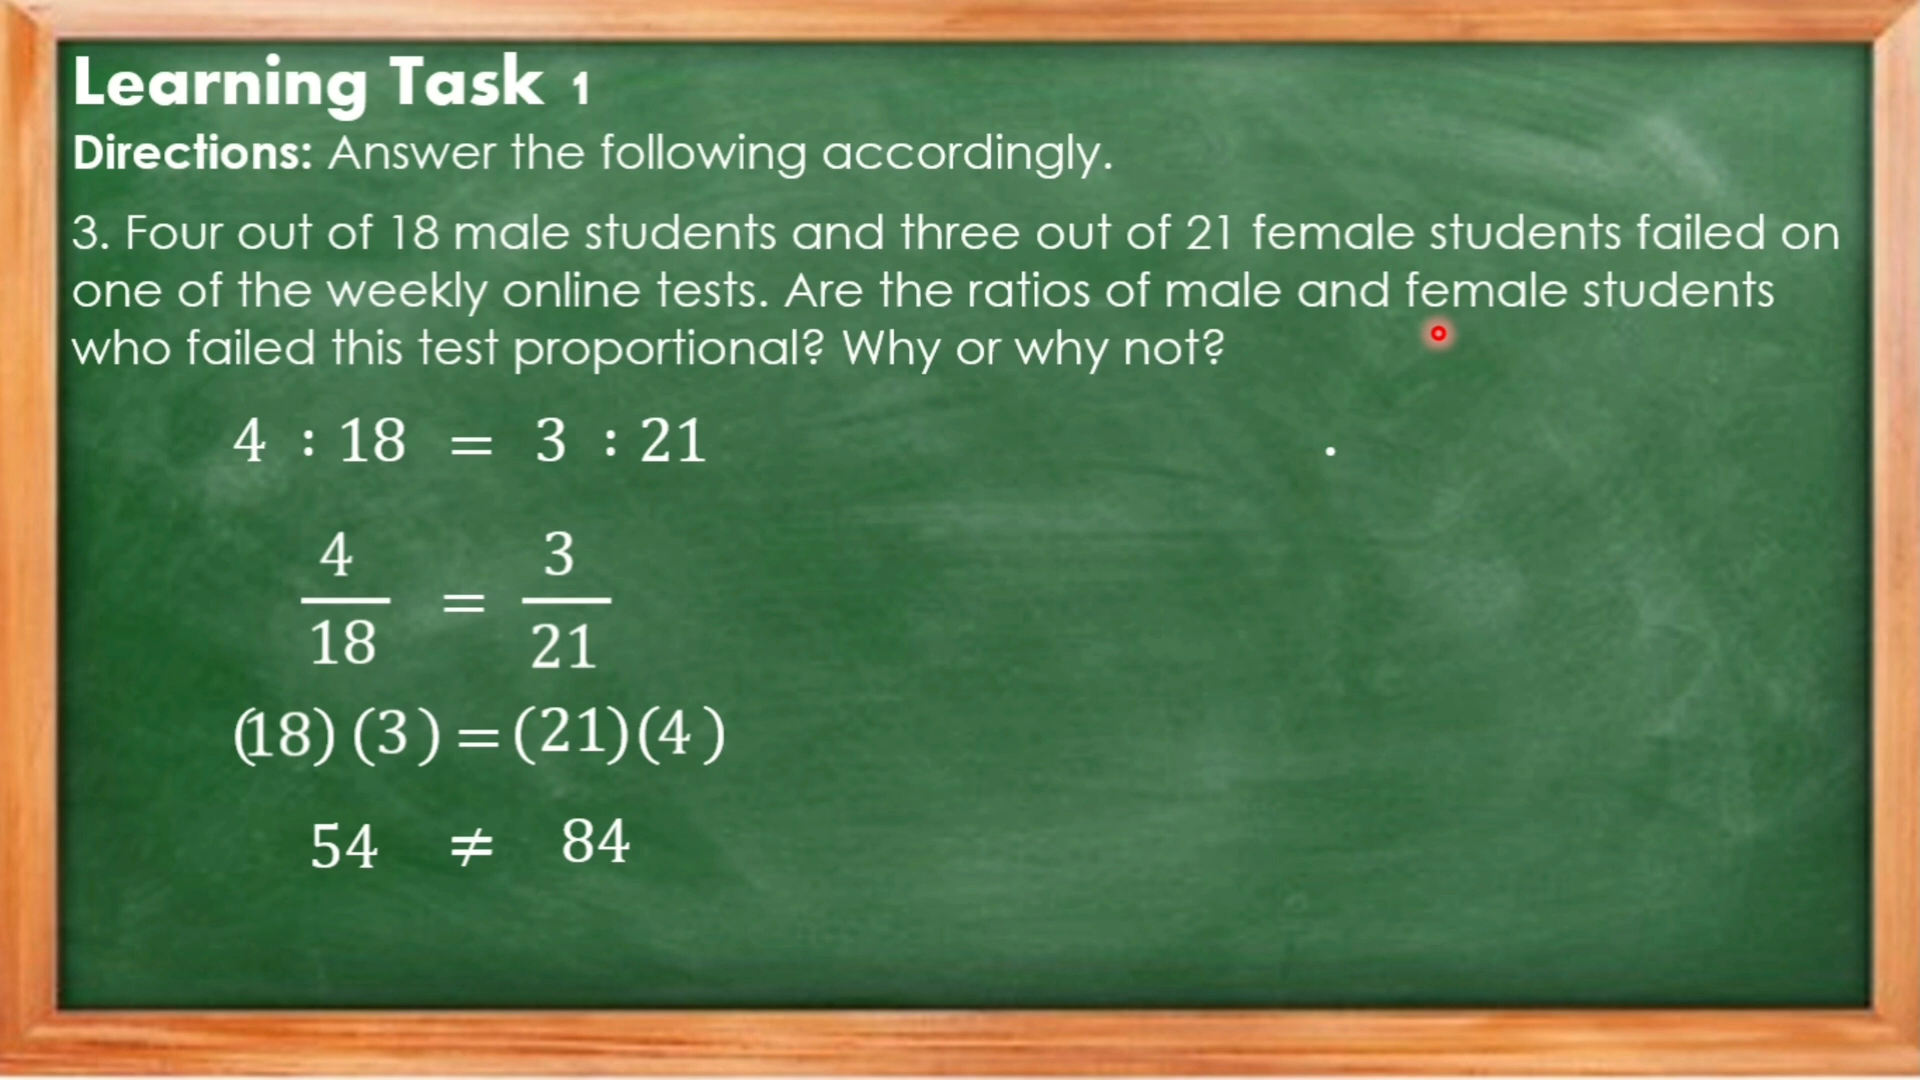 Learning Task 1
Directions: Answer the following accordingly.
3. Four out of 18 male students and three out of 21 female students failed on
one of the weekly online tests. Are the ratios of male and female students
who failed this test proportional? Why or why not?
4 : 18 = 3 : 21
.
4 3
— = —
18 21
(18)(3)=(21)(4)
54 ≠ 84